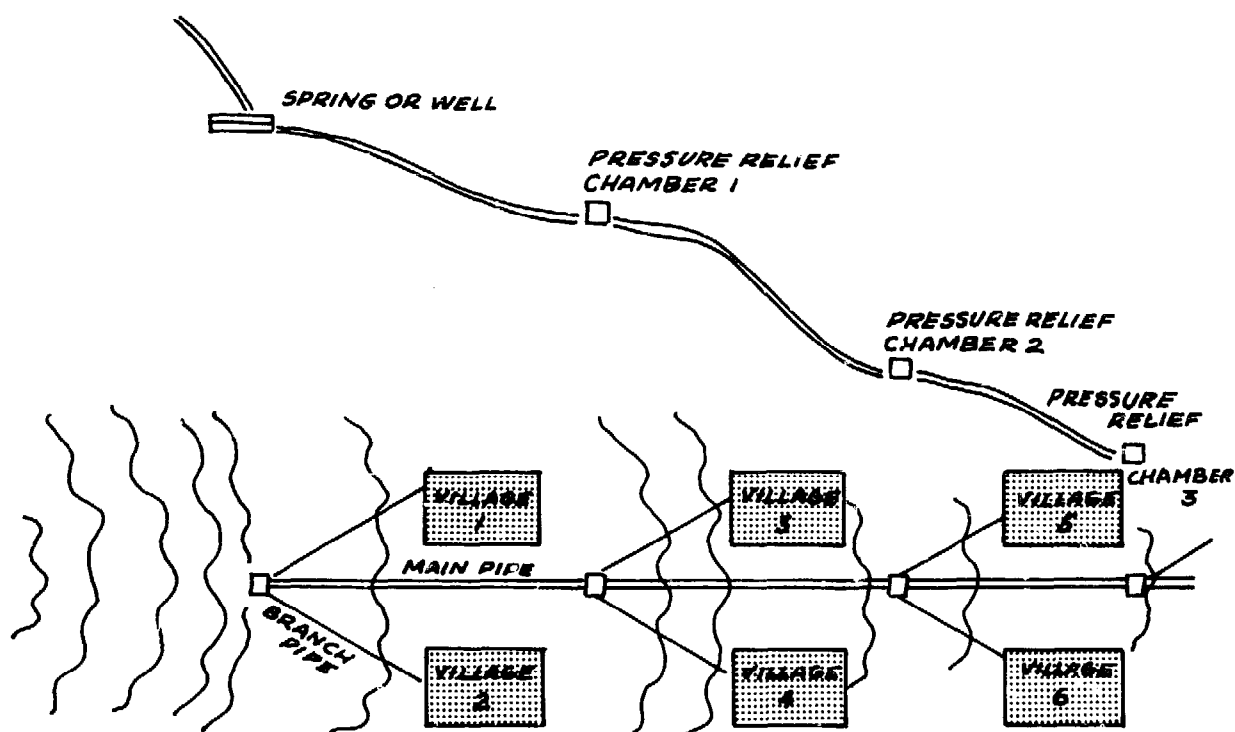 SPRING OR WELL
PRESSURE RELIEF
CHAMBER 1
PRESSURE RELIEF
CHAMBER 2
PRESSURE
RELIEF
CHAMBER
3
VILLAGE
1
VILLAGE
3
VILLAGE
5
MAIN PIPE
BRANCH
PIPE
VILLAGE
2
VILLAGE
4
VILLAGE
6